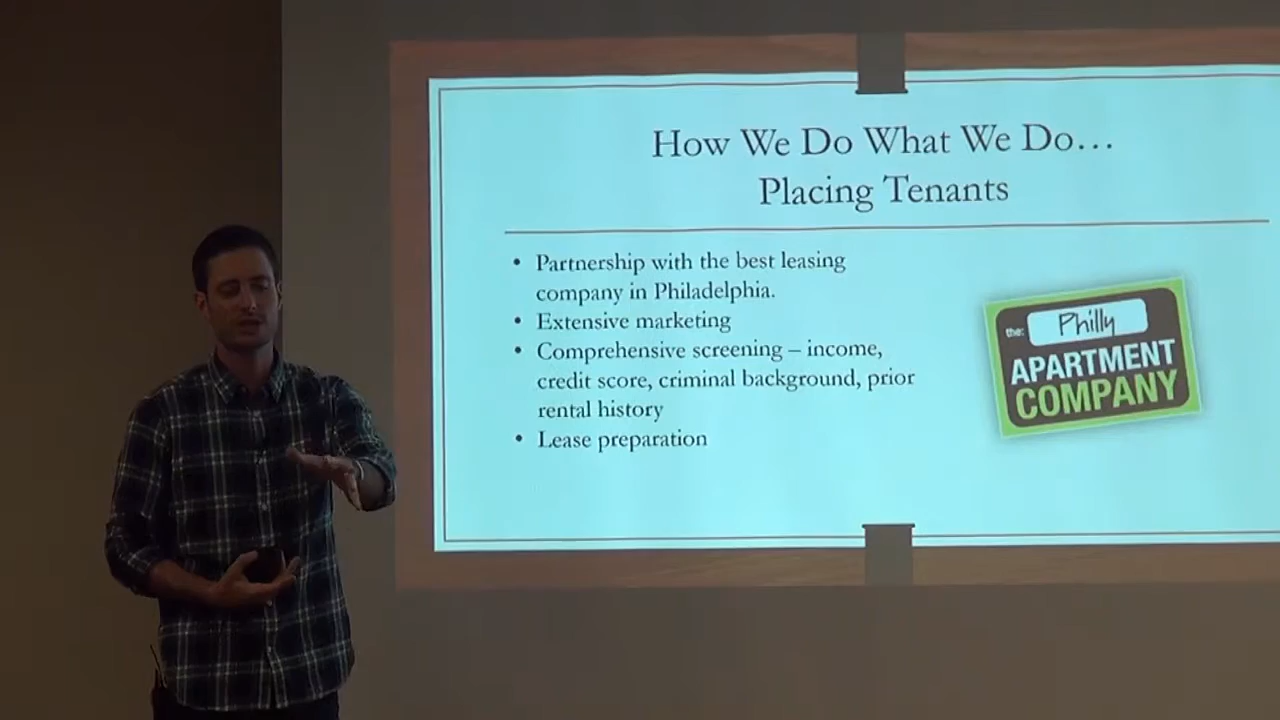 How We Do What We Do…
Placing Tenants
• Partnership with the best leasing
company in Philadelphia.
• Extensive marketing
• Comprehensive screening – income,
credit score, criminal background, prior
rental history
• Lease preparation
the: Philly
APARTMENT
COMPANY